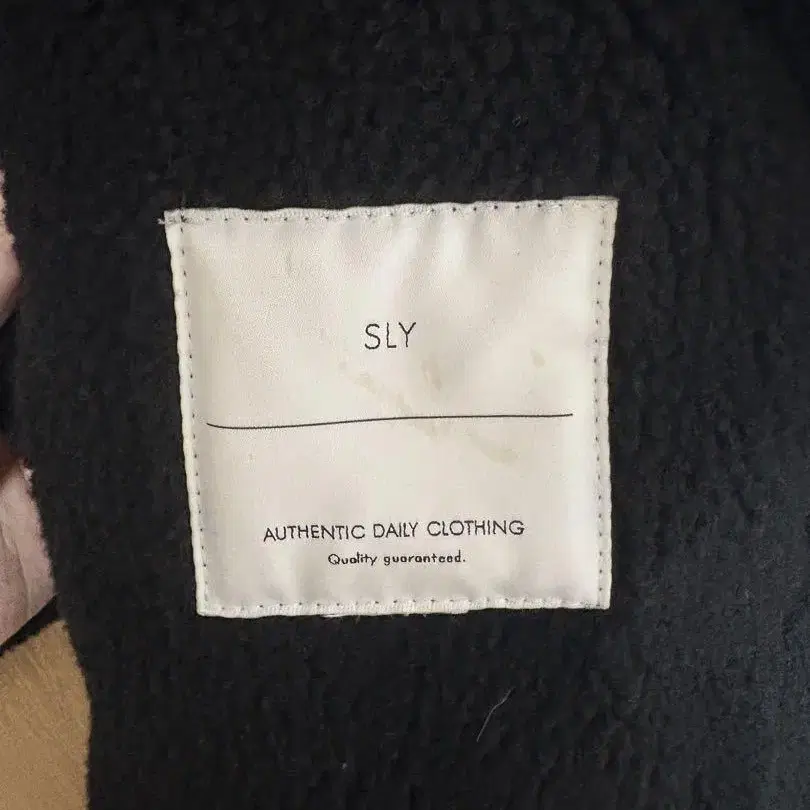 SLY
AUTHENTIC DAILY CLOTHING
Quality guaranteed.